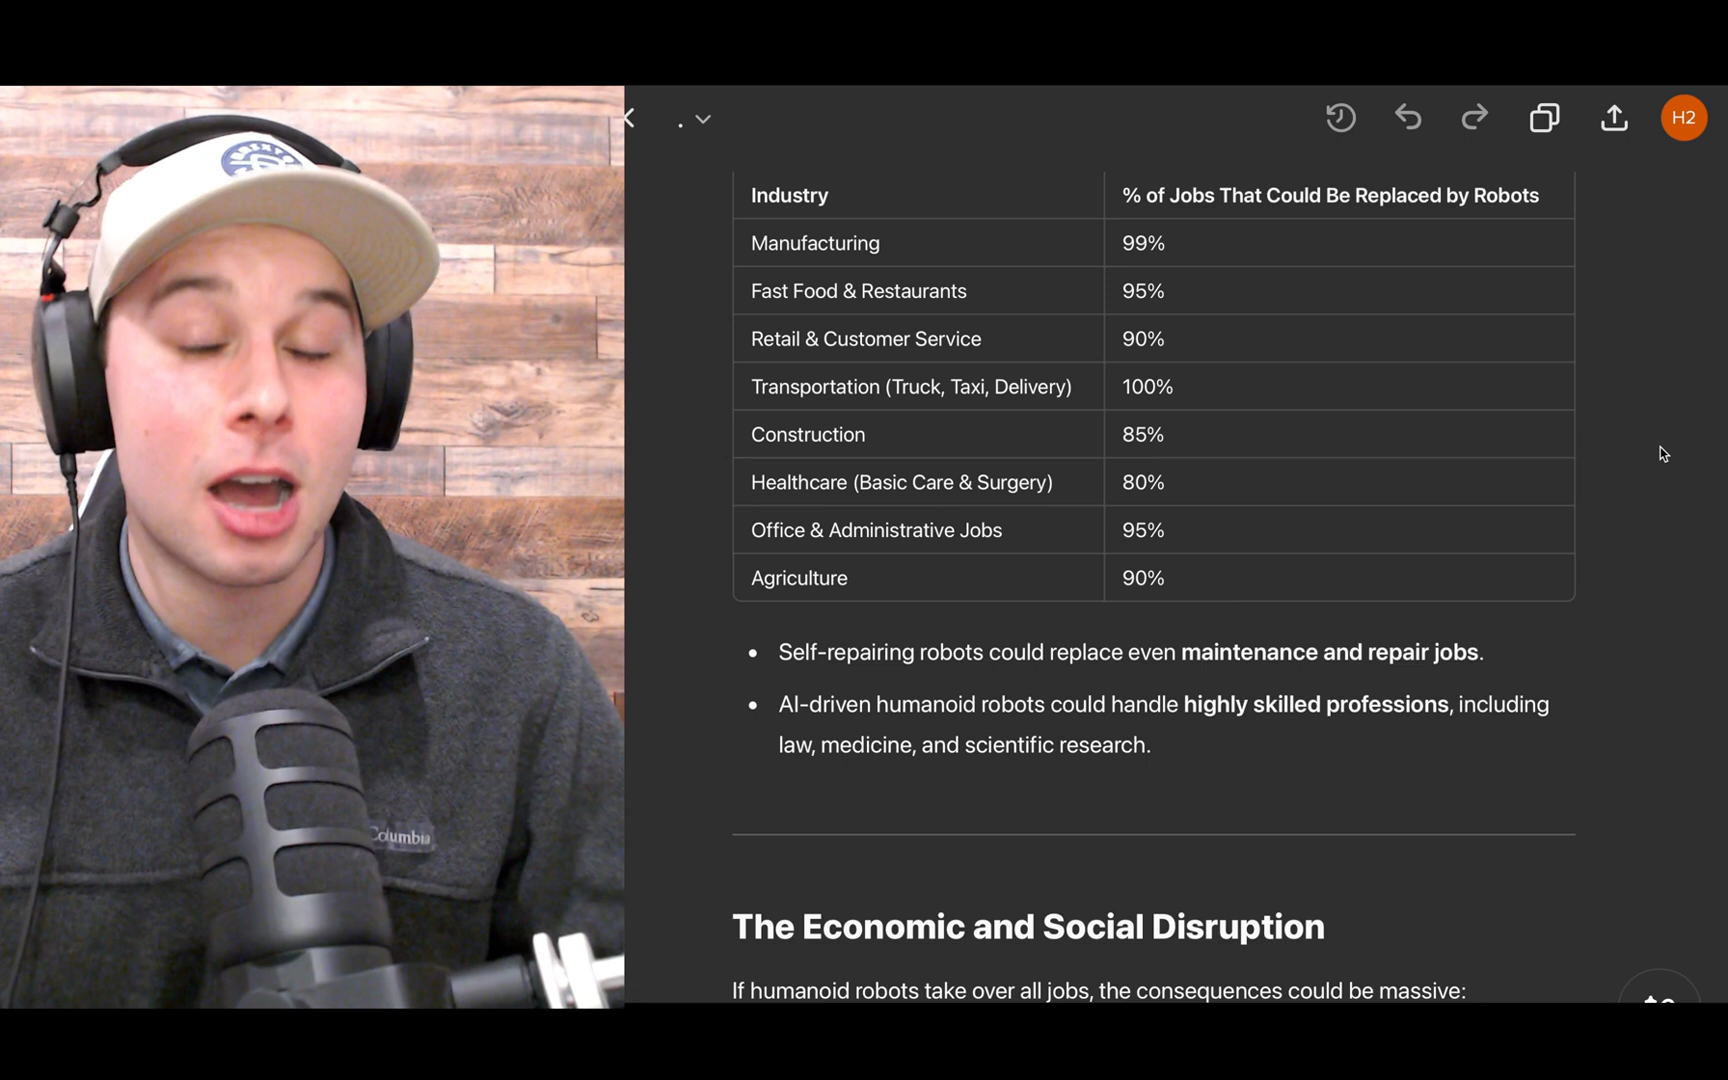 . 
H2
Industry % of Jobs That Could Be Replaced by Robots
Manufacturing 99%
Fast Food & Restaurants 95%
Retail & Customer Service 90%
Transportation (Truck, Taxi, Delivery) 100%
Construction 85%
Healthcare (Basic Care & Surgery) 80%
Office & Administrative Jobs 95%
Agriculture 90%
• Self-repairing robots could replace even maintenance and repair jobs.
• AI-driven humanoid robots could handle highly skilled professions, including
law, medicine, and scientific research.
Columbia
The Economic and Social Disruption
If humanoid robots take over all jobs, the consequences could be massive: